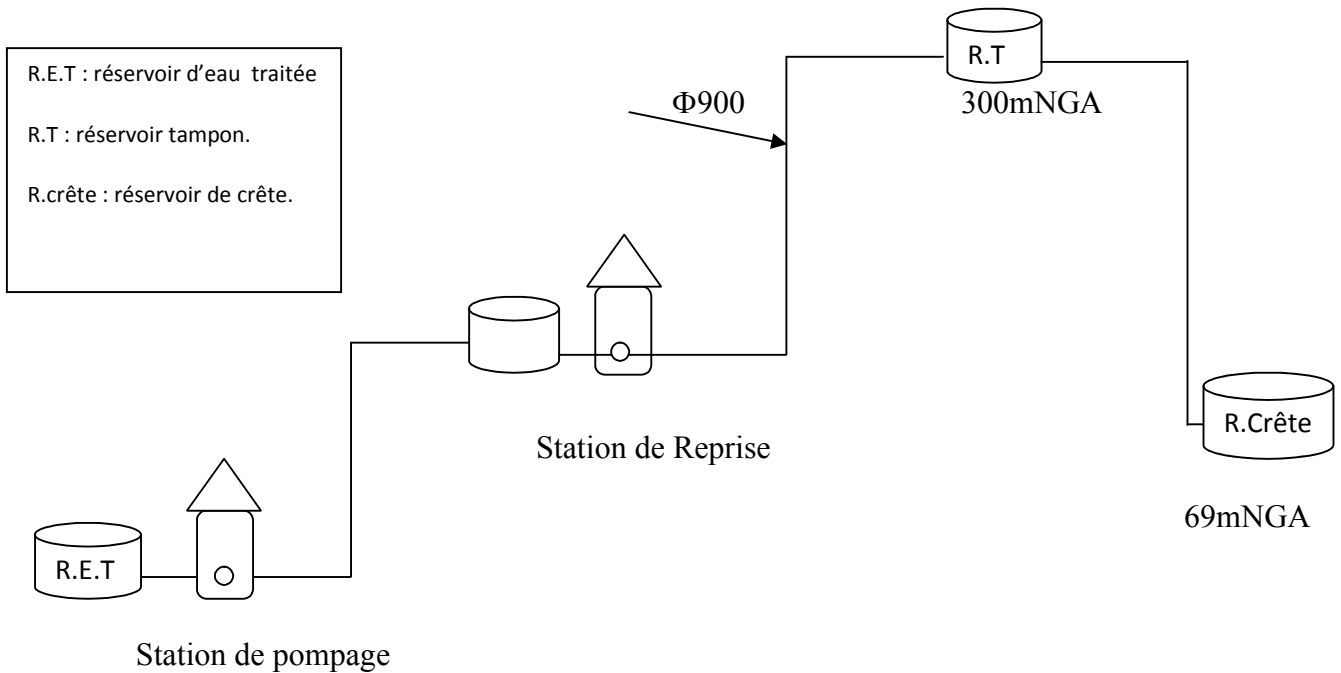 R.E.T : réservoir d'eau traitée
R.T : réservoir tampon.
R.crête : réservoir de crête.
R.T
300mNGA
Φ900
R.Crête
69mNGA
Station de Reprise
R.E.T
Station de pompage